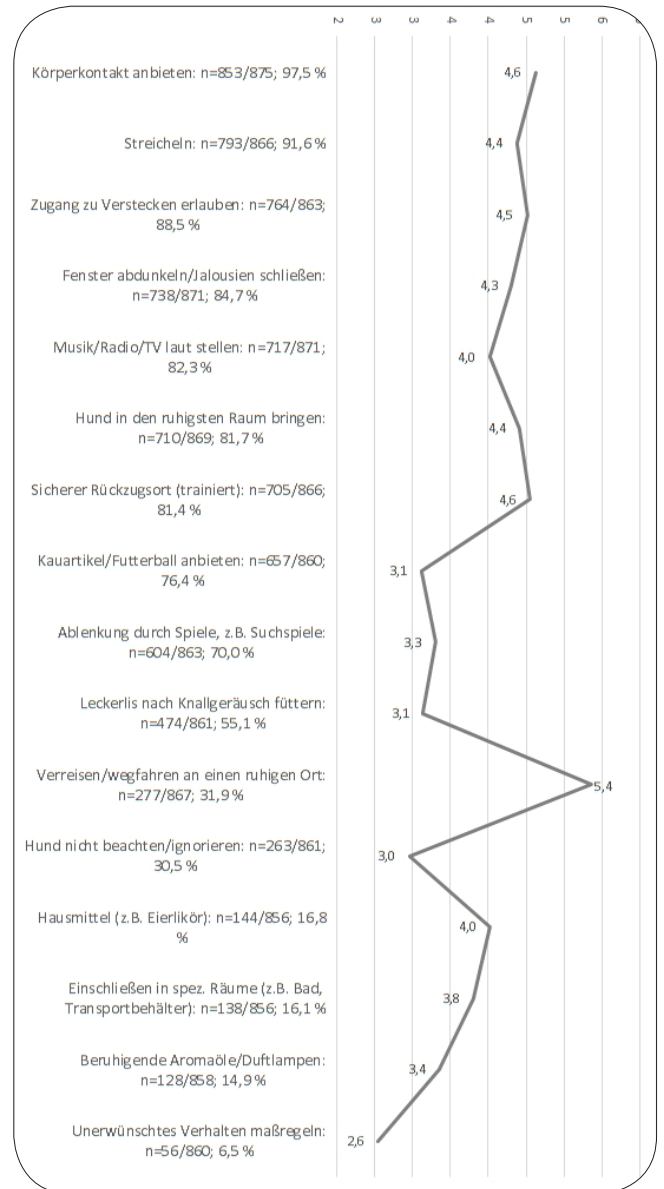 2 3 3 4 4 5 5 6
Körperkontakt anbieten: n=853/875; 97,5 %
4,6
Streicheln: n=793/866; 91,6 %
4,4
Zugang zu Verstecken erlauben: n=764/863;
88,5 %
4,5
Fenster abdunkeln/Jalousien schließen:
n=738/871; 84,7 %
4,3
Musik/Radio/TV laut stellen: n=717/871;
82,3 %
4,0
Hund in den ruhigsten Raum bringen:
n=710/869; 81,7 %
4,4
Sicherer Rückzugsort (trainiert): n=705/866;
81,4 %
4,6
Kauartikel/Futterball anbieten: n=657/860;
76,4 %
3,1
Ablenkung durch Spiele, z.B. Suchspiele:
n=604/863; 70,0 %
3,3
Leckerlis nach Knallgeräusch füttern:
n=474/861; 55,1 %
3,1
Verreisen/wegfahren an einen ruhigen Ort:
n=277/867; 31,9 %
5,4
Hund nicht beachten/ignorieren: n=263/861;
30,5 %
3,0
Hausmittel (z.B. Eierlikör): n=144/856; 16,8
%
4,0
Einschließen in spez. Räume (z.B. Bad,
Transportbehälter): n=138/856; 16,1 %
3,8
Beruhigende Aromaöle/Duftlampen:
n=128/858; 14,9 %
3,4
Unerwünschtes Verhalten maßregeln:
n=56/860; 6,5 %
2,6